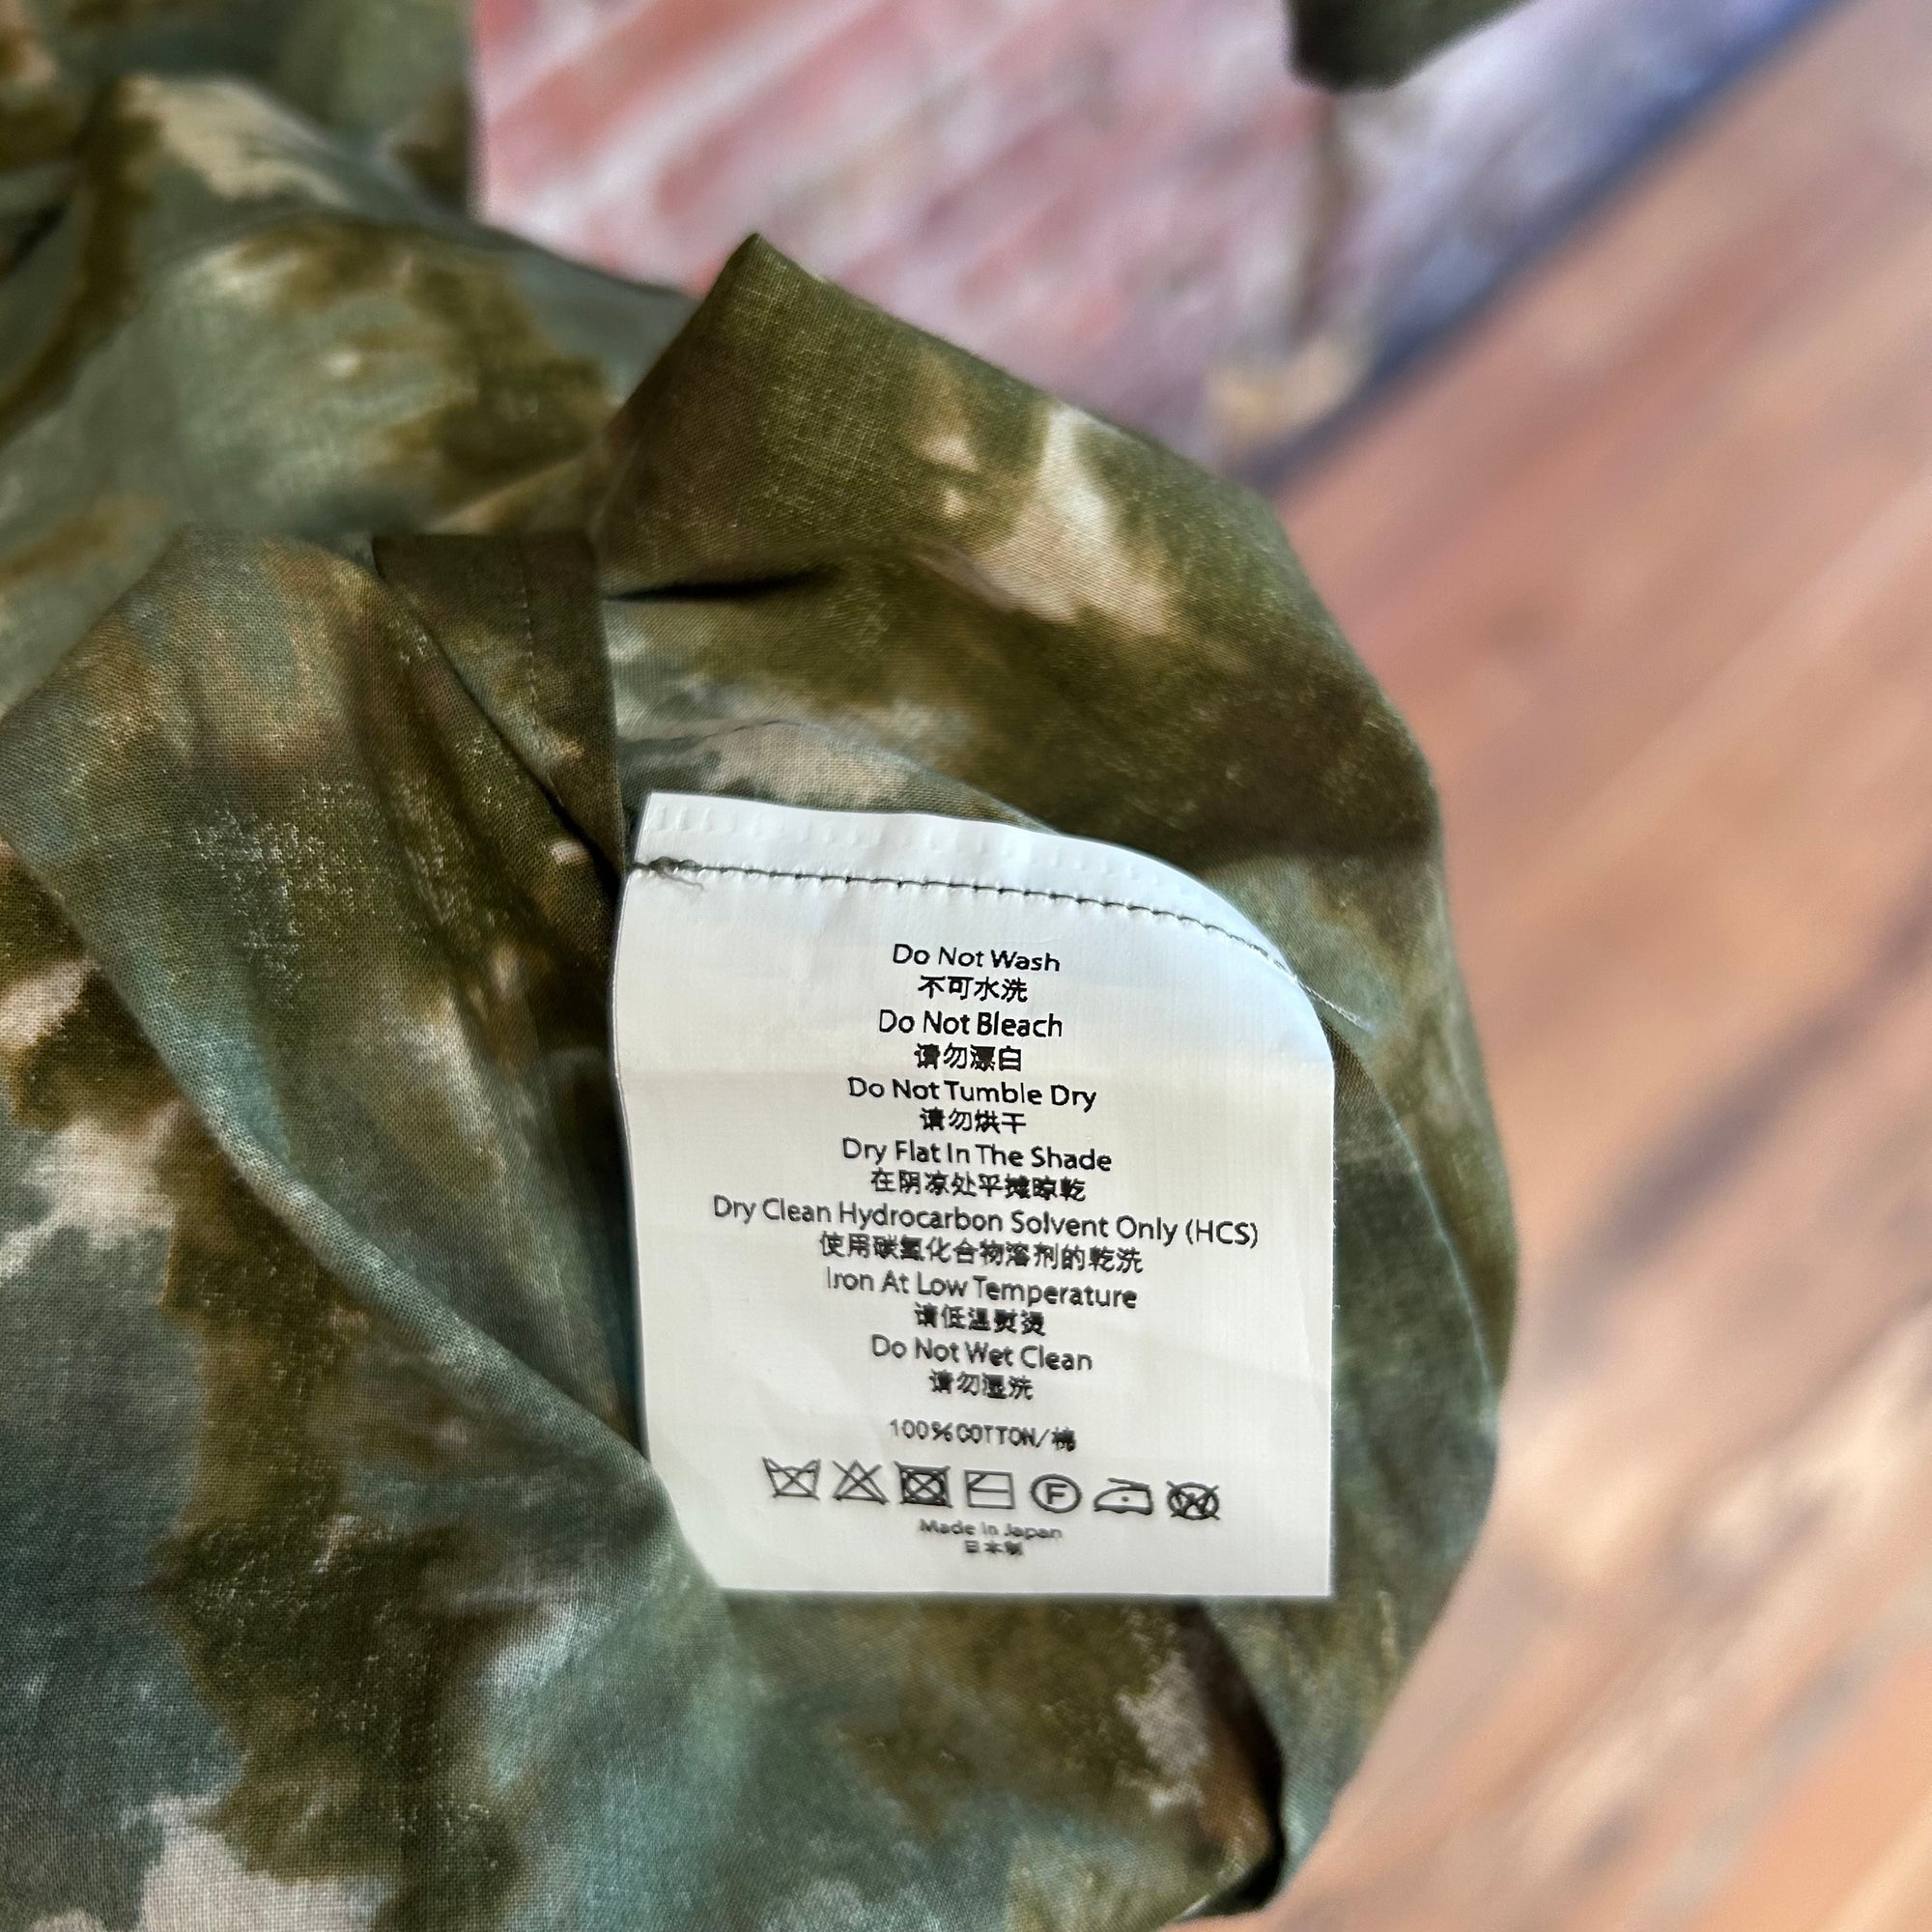 Do Not Wash
不可水洗
Do Not Bleach
请勿漂白
Do Not Tumble Dry
请勿烘干
Dry Flat In The Shade
在阴凉处平摊晾乾
Dry Clean Hydrocarbon Solvent Only (HCS)
使用碳氢化合物溶剂的乾洗
Iron At Low Temperature
请低温熨烫
Do Not Wet Clean
请勿湿洗
100%COTTON/棉
F
W
Made In Japan
日本制